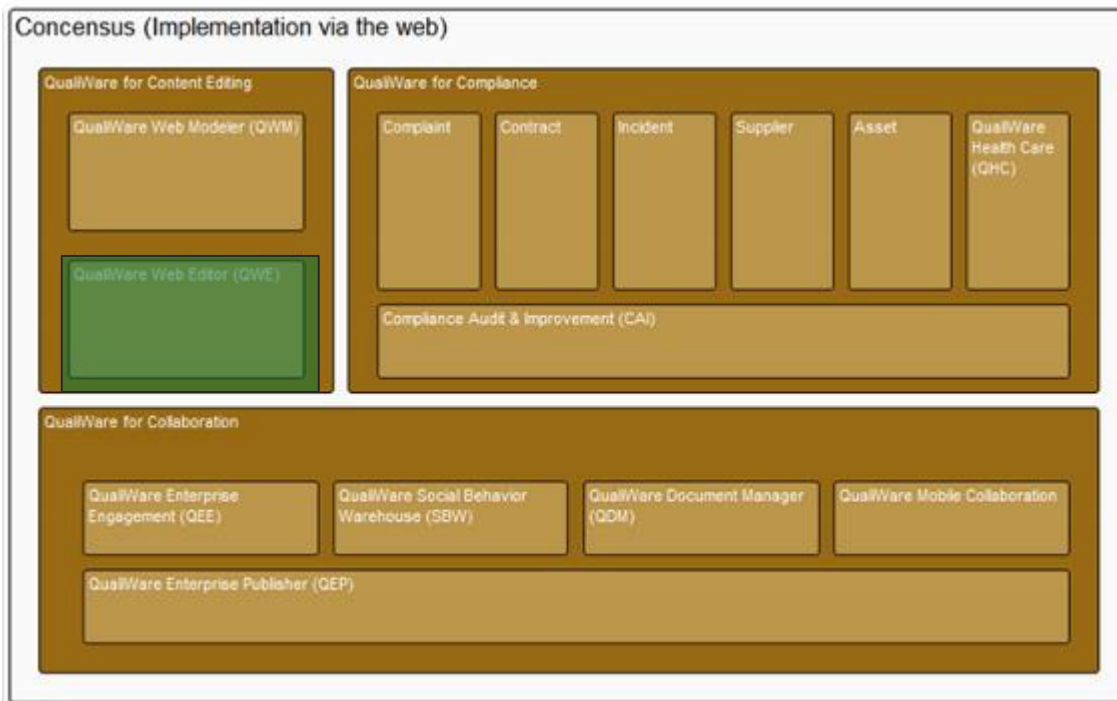 Concensus (Implementation via the web)
QualiWare for Content Editing
QualiWare Web Modeler (QWM)
QualiWare Web Editor (QWE)
QualiWare for Compliance
Complaint
Contract
Incident
Supplier
Asset
QualiWare
Health Care
(QHC)
Compliance Audit & Improvement (CAI)
QualiWare for Collaboration
QualiWare Enterprise
Engagement (QEE)
QualiWare Social Behavior
Warehouse (SBW)
QualiWare Document Manager
(QDM)
QualiWare Mobile Collaboration
QualiWare Enterprise Publisher (QEP)